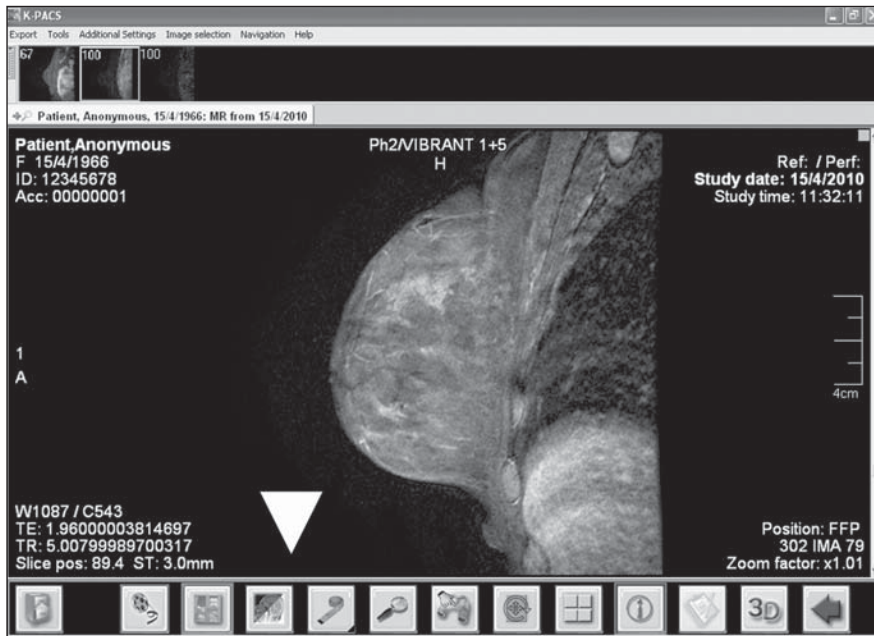 K-PACS
Export Tools Additional Settings Image selection Navigation Help
67 100 100
Patient, Anonymous, 15/4/1966: MR from 15/4/2010
Patient,Anonymous
F 15/4/1966
ID: 12345678
Acc: 00000001
Ph2/VIBRANT 1+5
H
Ref: / Perf:
Study date: 15/4/2010
Study time: 11:32:11
1
A
4cm
W1087 / C543
TE: 1.96000003814697
TR: 5.00799989700317
Slice pos: 89.4 ST: 3.0mm
Position: FFP
302 IMA 79
Zoom factor: x1.01
3D